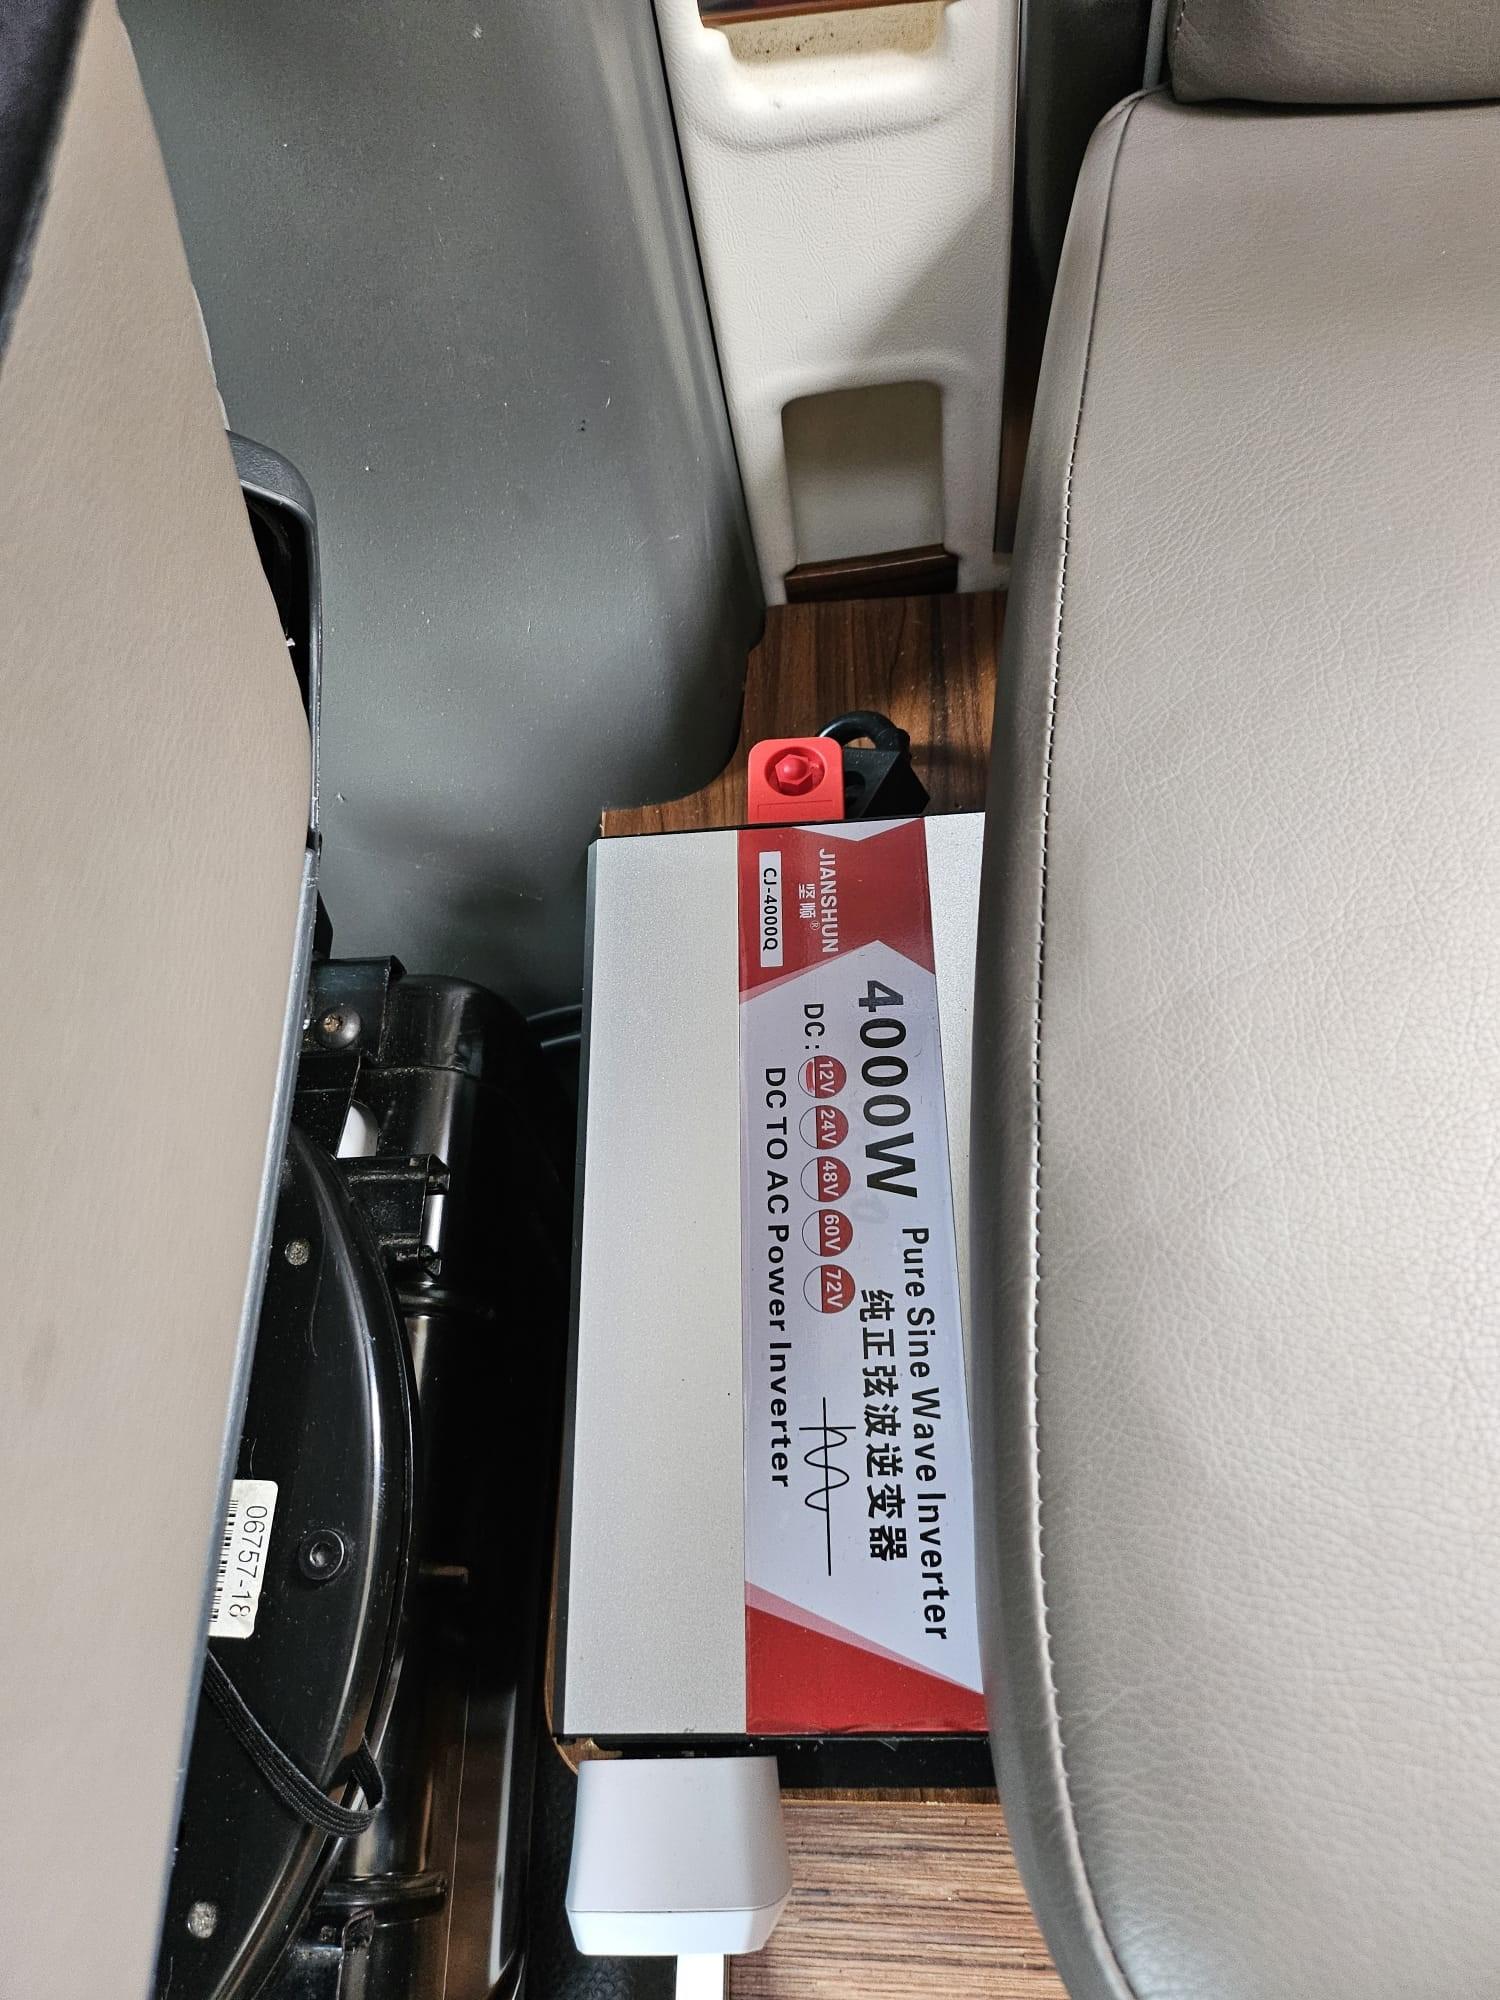 JIANSHUN
坚顺®
CJ-4000Q
4000W Pure Sine Wave Inverter
纯正弦波逆变器
DC: 12V 24V 48V 60V 72V
DC TO AC Power Inverter
06757-18